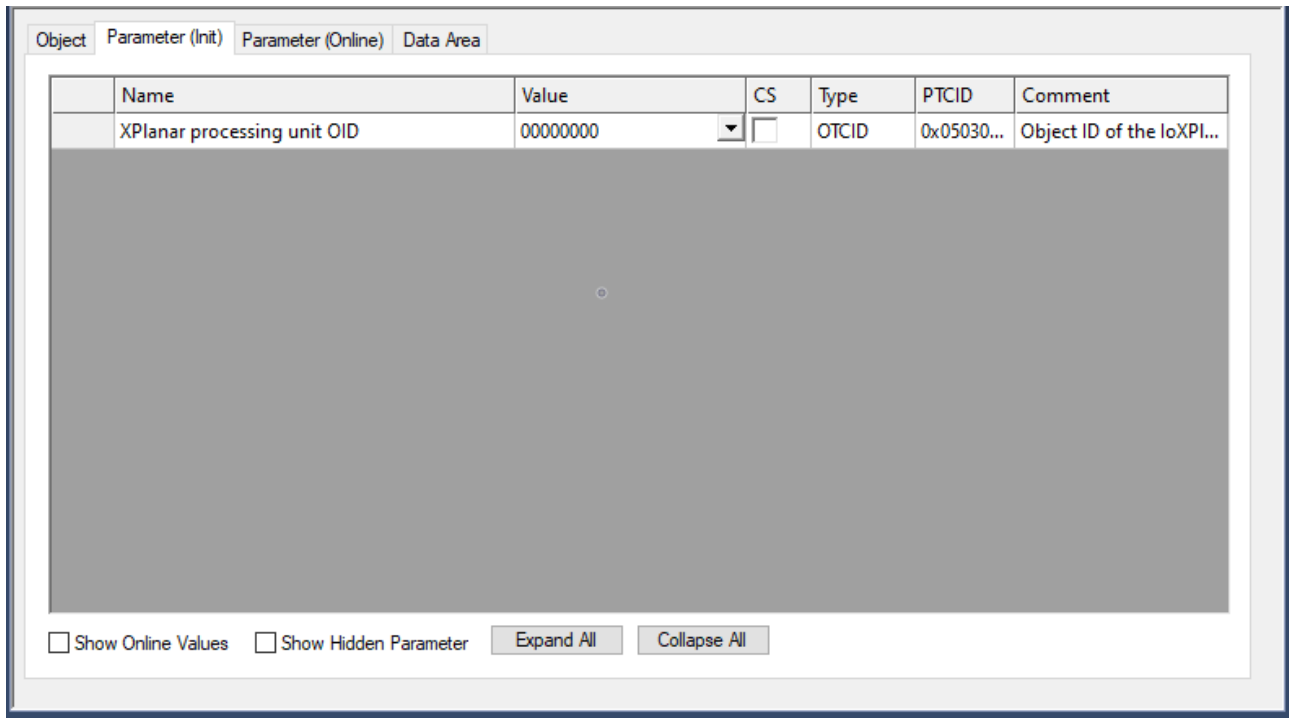 Object Parameter (Init) Parameter (Online) Data Area
Name Value CS Type PTCID Comment
XPlanar processing unit OID 00000000 OTCID 0x05030... Object ID of the IoXPl...
Show Online Values Show Hidden Parameter Expand All Collapse All